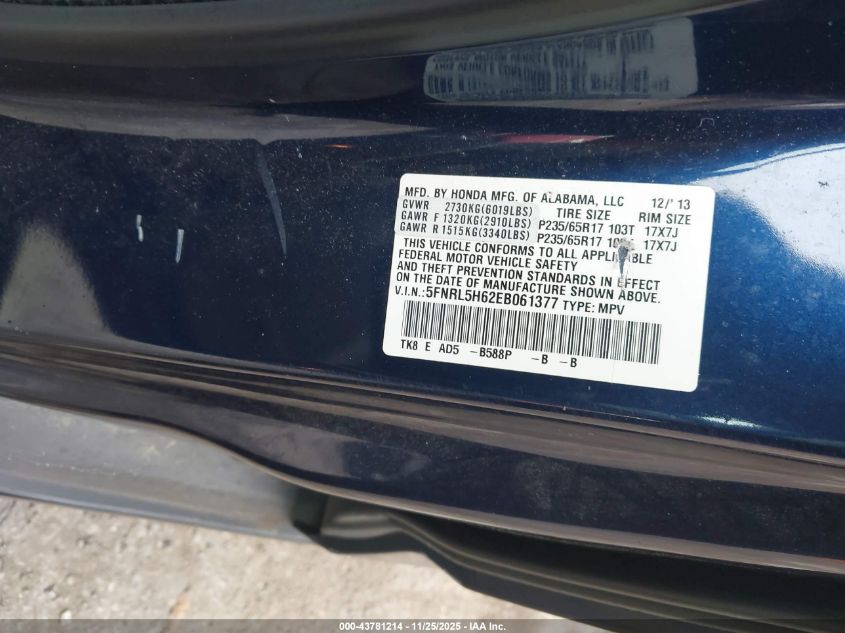 MFD. BY HONDA MFG. OF ALABAMA, LLC 12/'13
GVWR 2730KG(6019LBS) TIRE SIZE RIM SIZE
GAWR F 1320KG(2910LBS) P235/65R17 103T 17X7J
GAWR R 1515KG(3340LBS) P235/65R17 17X7J
THIS VEHICLE CONFORMS TO ALL APPLICABLE
FEDERAL MOTOR VEHICLE SAFETY
AND THEFT PREVENTION STANDARDS IN EFFECT
ON THE DATE OF MANUFACTURE SHOWN ABOVE.
V.I.N.: 5FNRL5H62EB061377 TYPE: MPV
TK8 E AD5 -B588P -B -B
000-43781214 - 11/25/2025 - IAA Inc.